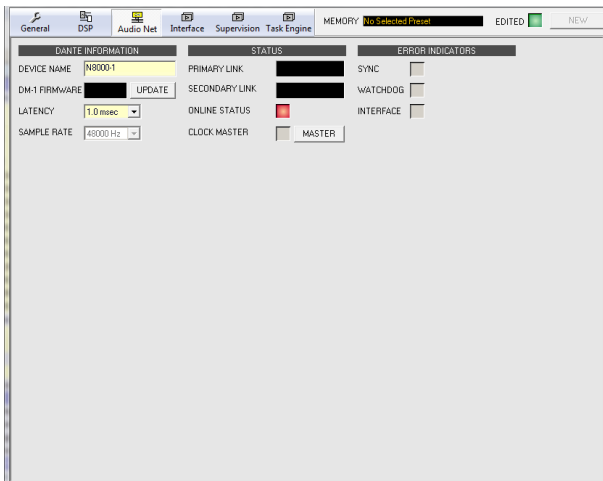 General DSP Audio Net Interface Supervision Task Engine MEMORY No Selected Preset EDITED NEW
DANTE INFORMATION
DEVICE NAME N8000-1
DM-1 FIRMWARE UPDATE
LATENCY 1.0 msec
SAMPLE RATE 48000 Hz
STATUS
PRIMARY LINK
SECONDARY LINK
ONLINE STATUS
CLOCK MASTER MASTER
ERROR INDICATORS
SYNC
WATCHDOG
INTERFACE